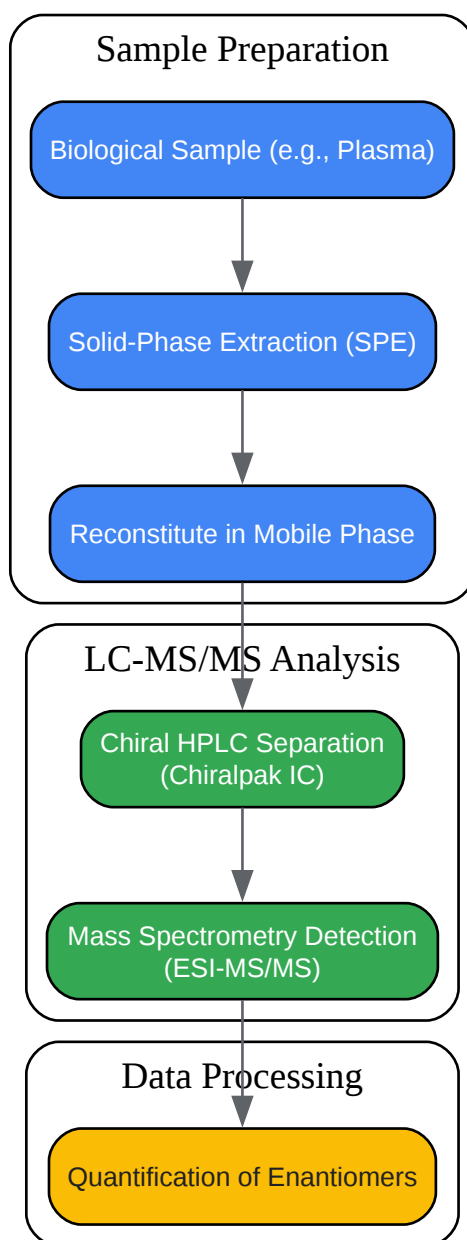 Sample Preparation
Biological Sample (e.g., Plasma)
Solid-Phase Extraction (SPE)
Reconstitute in Mobile Phase
LC-MS/MS Analysis
Chiral HPLC Separation
(Chiralpak IC)
Mass Spectrometry Detection
(ESI-MS/MS)
Data Processing
Quantification of Enantiomers